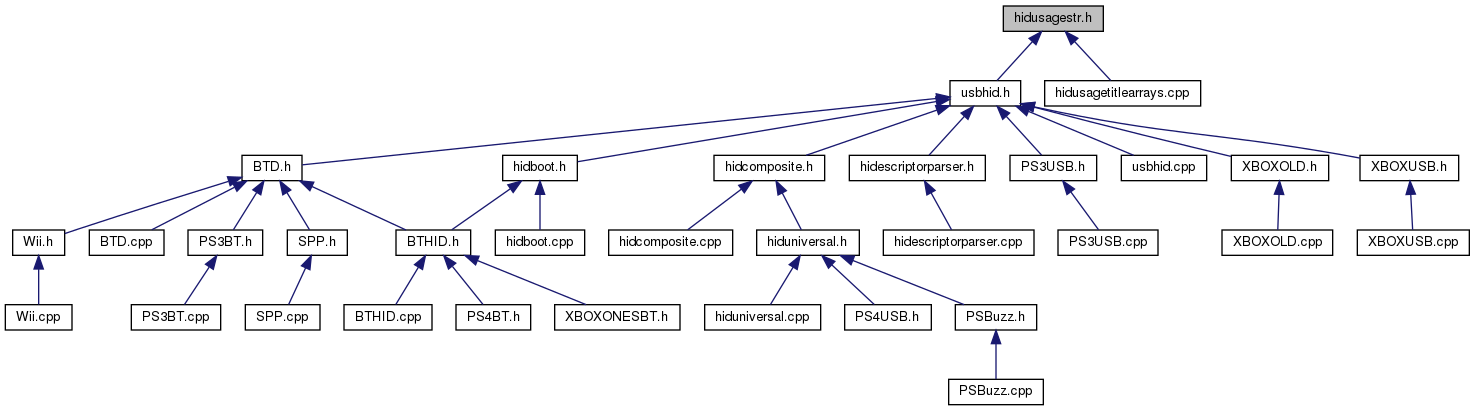 hidusagestr.h
usbhid.h
hidusagetitlearrays.cpp
BTD.h
hidboot.h
hidcomposite.h
hidescriptorparser.h
PS3USB.h
usbhid.cpp
XBOXOLD.h
XBOXUSB.h
Wii.h
BTD.cpp
PS3BT.h
SPP.h
BTHID.h
hidboot.cpp
hidcomposite.cpp
hiduniversal.h
hidescriptorparser.cpp
PS3USB.cpp
XBOXOLD.cpp
XBOXUSB.cpp
Wii.cpp
PS3BT.cpp
SPP.cpp
BTHID.cpp
PS4BT.h
XBOXONESBT.h
hiduniversal.cpp
PS4USB.h
PSBuzz.h
PSBuzz.cpp